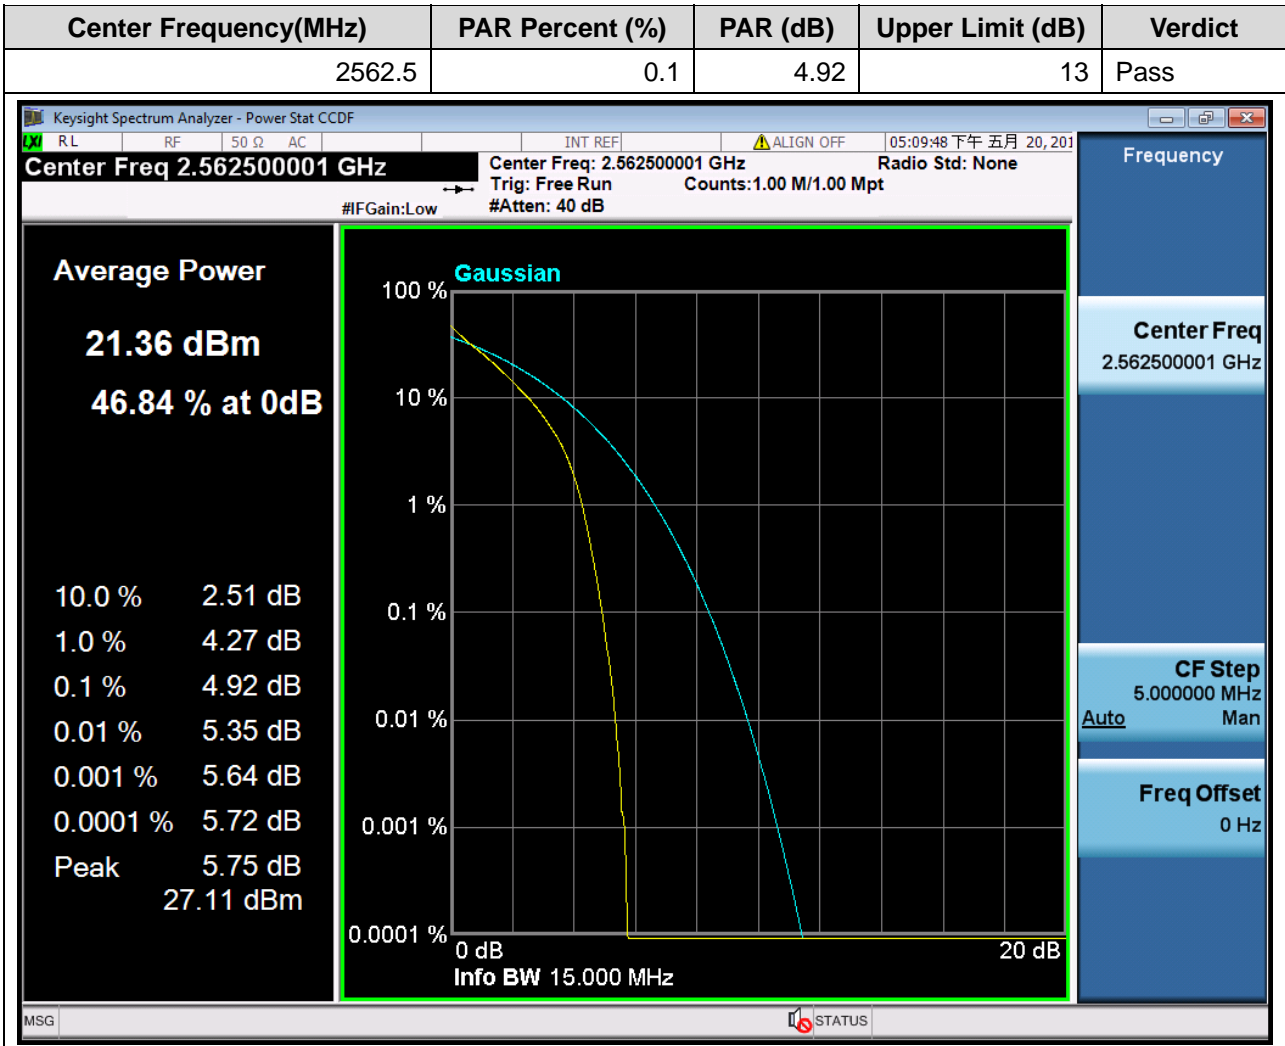 Center Frequency(MHz) PAR Percent (%) PAR (dB) Upper Limit (dB) Verdict
2562.5 0.1 4.92 13 Pass
Keysight Spectrum Analyzer - Power Stat CCDF
LXI RL RF 50 Ω AC INT REF ALIGN OFF 05:09:48 下午 五月 20, 201
Center Freq 2.562500001 GHz
Center Freq: 2.562500001 GHz Radio Std: None
Trig: Free Run Counts:1.00 M/1.00 Mpt
#IFGain:Low #Atten: 40 dB
Average Power
21.36 dBm
46.84 % at 0dB
10.0 % 2.51 dB
1.0 % 4.27 dB
0.1 % 4.92 dB
0.01 % 5.35 dB
0.001 % 5.64 dB
0.0001 % 5.72 dB
Peak 5.75 dB
27.11 dBm
Gaussian
100 %
10 %
1 %
0.1 %
0.01 %
0.001 %
0.0001 %
0 dB 20 dB
Info BW 15.000 MHz
Frequency
Center Freq
2.562500001 GHz
CF Step
5.000000 MHz
Auto Man
Freq Offset
0 Hz
MSG STATUS